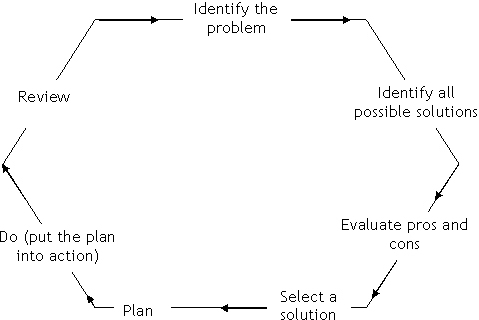 Identify the
problem
Identify all
possible solutions
Evaluate pros and
cons
Select a
solution
Plan
Do (put the plan
into action)
Review